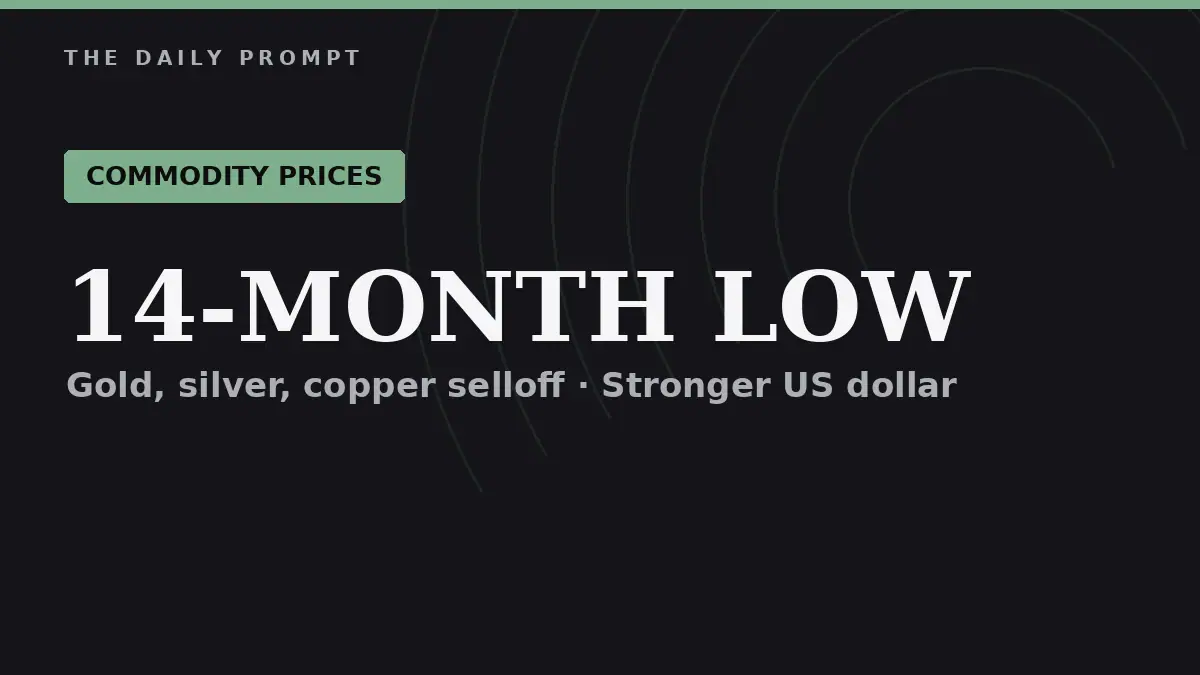 THE DAILY PROMPT
COMMODITY PRICES
14-MONTH LOW
Gold, silver, copper selloff · Stronger US dollar